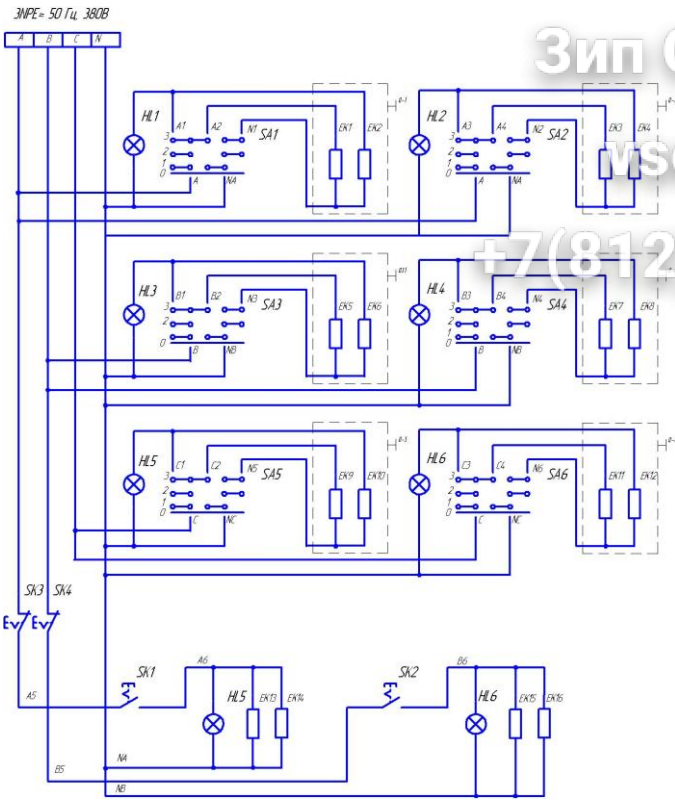 3NPE= 50 Гц, 380В
A B C N
Зип
vs
+7(812
HL1 A1 A2 N1 SA1 EK1 EK2
3
2
1
0
A NA
HL2 A3 A4 N2 SA2 EK3 EK4
3
2
1
0
A NA
HL3 B1 B2 N3 SA3 EK5 EK6
3
2
1
0
B NB
HL4 B3 B4 N4 SA4 EK7 EK8
3
2
1
0
B NB
HL5 C1 C2 N5 SA5 EK9 EK10
3
2
1
0
C NC
HL6 C3 C4 N6 SA6 EK11 EK12
3
2
1
0
C NC
SK3 SK4
A5 SK1 A6 HL5 EK13 EK14
SK2 B6 HL6 EK15 EK16
NA
B5
NB